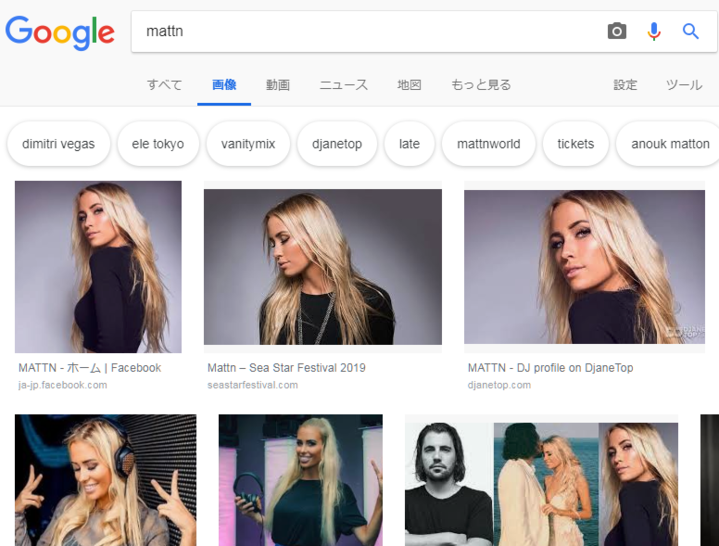 Google
mattn
すべて 画像 動画 ニュース 地図 もっと見る 設定 ツール
dimitri vegas ele tokyo vanitymix djanetop late mattnworld tickets anouk matton
MATTN - ホーム | Facebook
ja-jp.facebook.com
Mattn – Sea Star Festival 2019
seastarfestival.com
DJANE
TOP
MATTN - DJ profile on DjaneTop
djanetop.com